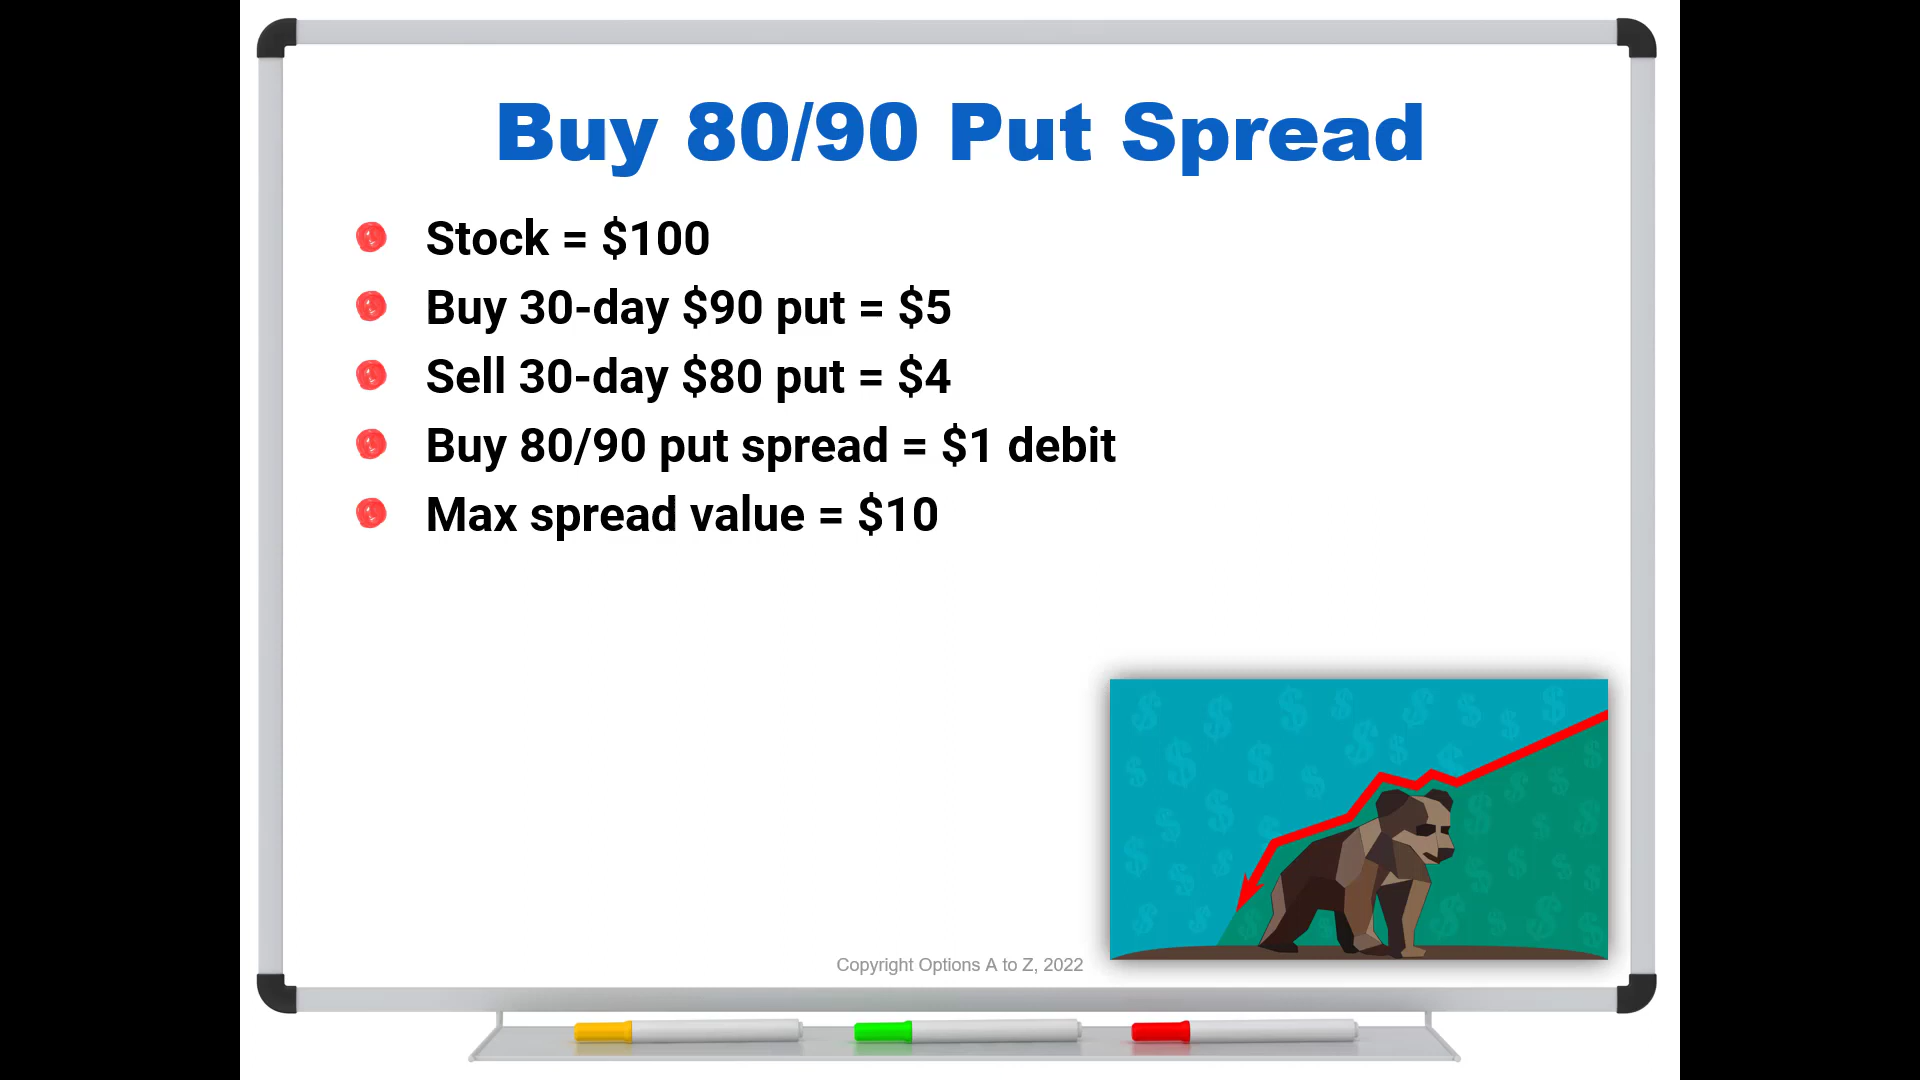 Buy 80/90 Put Spread
Stock = $100
Buy 30-day $90 put = $5
Sell 30-day $80 put = $4
Buy 80/90 put spread = $1 debit
Max spread value = $10
Copyright Options A to Z, 2022